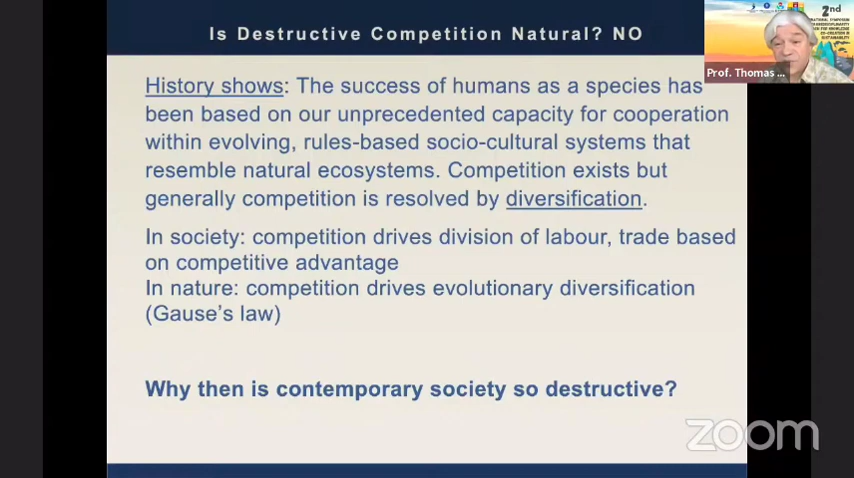 Is Destructive Competition Natural? NO
2nd
Prof. Thomas ...
History shows: The success of humans as a species has
been based on our unprecedented capacity for cooperation
within evolving, rules-based socio-cultural systems that
resemble natural ecosystems. Competition exists but
generally competition is resolved by diversification.
In society: competition drives division of labour, trade based
on competitive advantage
In nature: competition drives evolutionary diversification
(Gause's law)
Why then is contemporary society so destructive?
zoom